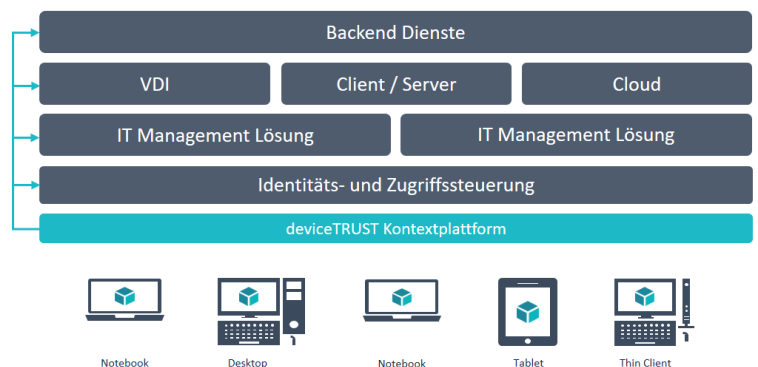 Backend Dienste
VDI
Client / Server
Cloud
IT Management Lösung
IT Management Lösung
Identitäts- und Zugriffssteuerung
deviceTRUST Kontextplattform
Notebook
Desktop
Notebook
Tablet
Thin Client